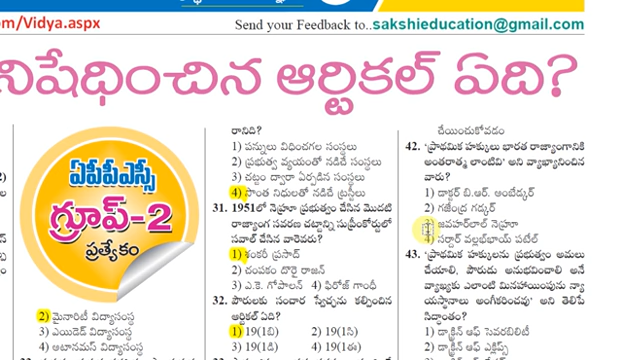 m/Vidya.aspx
Send your Feedback to..sakshieducation@gmail.com
నిషేధించిన ఆర్టికల్ ఏది?
ఏపీపీఎస్సీ
గ్రూప్-2
ప్రత్యేకం
2) మైనారిటీ విద్యాసంస్థ
3) ఎయిడెడ్ విద్యాసంస్థ
4) అటానమస్ విద్యాసంస్థ
రానిది?
1) పన్నులు విధించగల సంస్థలు
2) ప్రభుత్వ వ్యయంతో నడిచే సంస్థలు
3) చట్టం ద్వారా ఏర్పడిన సంస్థలు
4) సొంత నిధులతో నడిచే ట్రస్టీలు
31. 1951లో నెహ్రూ ప్రభుత్వం చేసిన మొదటి
రాజ్యాంగ సవరణ చట్టాన్ని సుప్రీంకోర్టులో
సవాల్ చేసిన వారెవరు?
1) శంకరీ ప్రసాద్
2) చంపకం దొరై రాజన్
3) ఎ.కె. గోపాలన్ 4) ఫిరోజ్ గాంధీ
32. పౌరులకు సంచార స్వేచ్ఛను కల్పించిన
ఆర్టికల్ ఏది?
1) 19(1బి) 2) 19(1సి)
3) 19(1డి) 4) 19(1ఈ)
చేయించుకోవడం
42. 'ప్రాథమిక హక్కులు భారత రాజ్యాంగానికి
అంతరాత్మ లాంటివి' అని వ్యాఖ్యానించిన
వారు?
1) డాక్టర్ బి.ఆర్. అంబేద్కర్
2) గజేంద్ర గడ్కర్
3) జవహర్‌లాల్ నెహ్రూ
4) సర్దార్ వల్లభ్‌భాయ్ పటేల్
43. 'ప్రాథమిక హక్కులను ప్రభుత్వం అమలు
చేయాలి, పౌరుడు అనుభవించాలి అనే
వ్యాఖ్యకు ఎలాంటి మినహాయింపును న్యా
యస్థానాలు అంగీకరించవు' అని తెలిపే
సిద్ధాంతం?
1) డాక్ట్రిన్ ఆఫ్ సెవరబిలిటీ
2) డాక్ట్రిన్ ఆఫ్ ఎక్లిప్స్